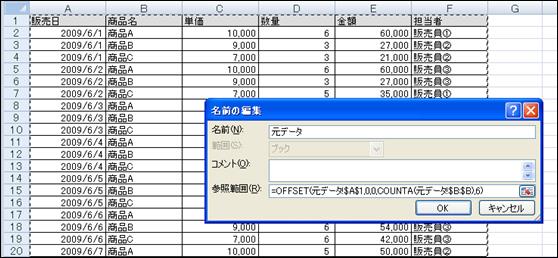 A B C D E F G H
1 販売日 商品名 単価 数量 金額 担当者
2 2009/6/1 商品A 10,000 6 60,000 販売員①
3 2009/6/1 商品B 9,000 3 27,000 販売員②
4 2009/6/1 商品C 7,000 3 21,000 販売員②
5 2009/6/2 商品A 10,000 6 60,000 販売員③
6 2009/6/2 商品B 9,000 3 27,000 販売員③
7 2009/6/2 商品C 7,000 5 35,000 販売員①
8 2009/6/3 商品A
9 2009/6/3 商品B
10 2009/6/3 商品C
11 2009/6/4 商品A
12 2009/6/4 商品B
13 2009/6/4 商品C
14 2009/6/5 商品A
15 2009/6/5 商品B
16 2009/6/5 商品C
17 2009/6/6 商品A
18 2009/6/6 商品B 9,000 6 54,000 販売員③
19 2009/6/6 商品C 7,000 6 42,000 販売員③
20 2009/6/7 商品A 10,000 5 50,000 販売員②
名前の編集
名前(N): 元データ
範囲(S): ブック
コメント(O):
参照範囲(R): =OFFSET(元データ!$A$1,0,0,COUNTA(元データ!$B:$B),6)
OK キャンセル